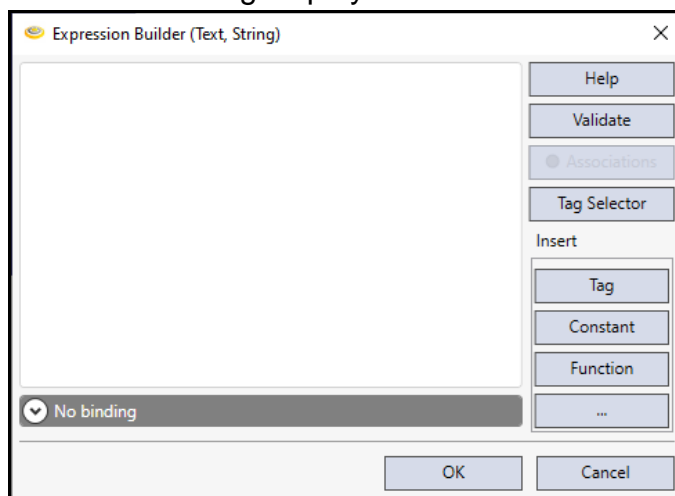 Expression Builder (Text, String)
Help
Validate
Associations
Tag Selector
Insert
Tag
Constant
Function
...
No binding
OK
Cancel